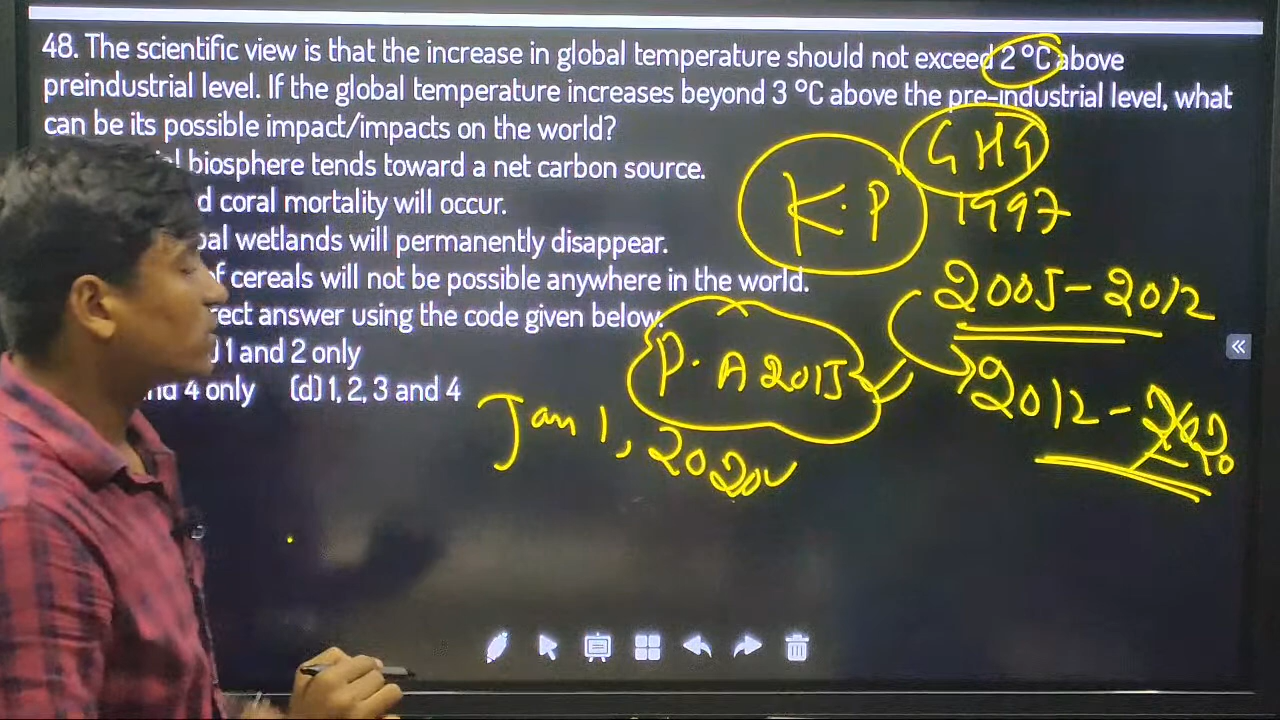 48. The scientific view is that the increase in global temperature should not exceed 2 °C above
preindustrial level. If the global temperature increases beyond 3 °C above the pre-industrial level, what
can be its possible impact/impacts on the world?
biosphere tends toward a net carbon source.
coral mortality will occur.
wetlands will permanently disappear.
of cereals will not be possible anywhere in the world.
answer using the code given below.
1 and 2 only
4 only (d) 1, 2, 3 and 4
GHG
K.P 1997
2005-2012
P.A 2015
2012-2020
Jan 1, 2020
«